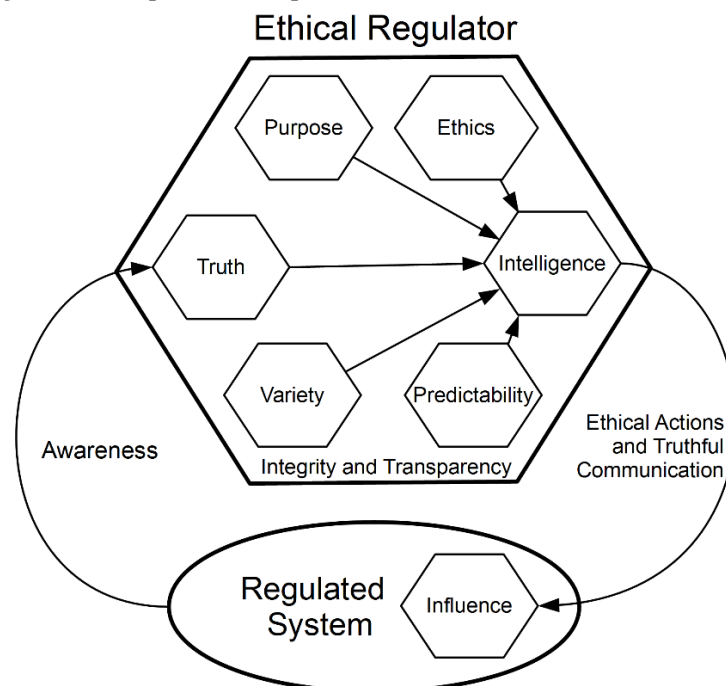 Ethical Regulator
Purpose
Ethics
Truth
Intelligence
Variety
Predictability
Integrity and Transparency
Awareness
Ethical Actions
and Truthful
Communication
Regulated
System
Influence